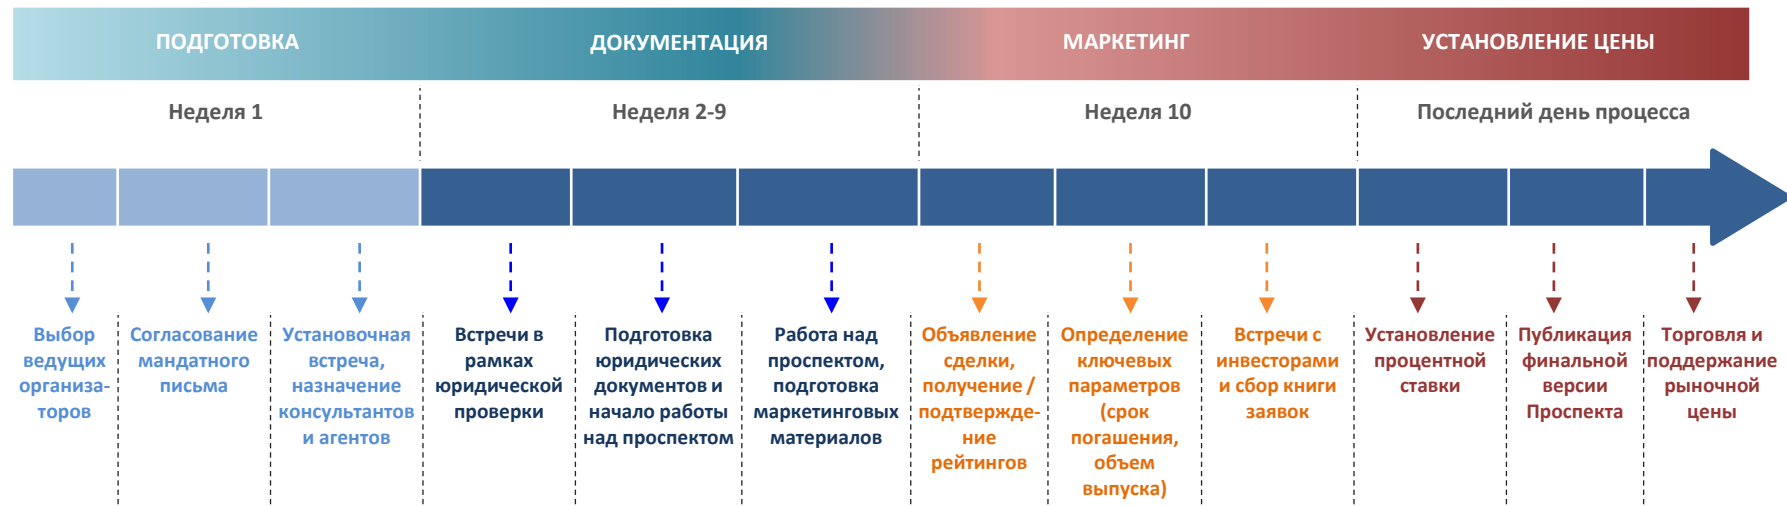 ПОДГОТОВКА
ДОКУМЕНТАЦИЯ
МАРКЕТИНГ
УСТАНОВЛЕНИЕ ЦЕНЫ
Неделя 1
Неделя 2-9
Неделя 10
Последний день процесса
Выбор
ведущих
организа-
торов
Согласование
мандатного
письма
Установочная
встреча,
назначение
консультантов
и агентов
Встречи в
рамках
юридической
проверки
Подготовка
юридических
документов и
начало работы
над проспектом
Работа над
проспектом,
подготовка
маркетинговых
материалов
Объявление
сделки,
получение /
подтвержде-
ние
рейтингов
Определение
ключевых
параметров
(срок
погашения,
объем
выпуска)
Встречи с
инвесторами
и сбор книги
заявок
Установление
процентной
ставки
Публикация
финальной
версии
Проспекта
Торговля и
поддержание
рыночной
цены